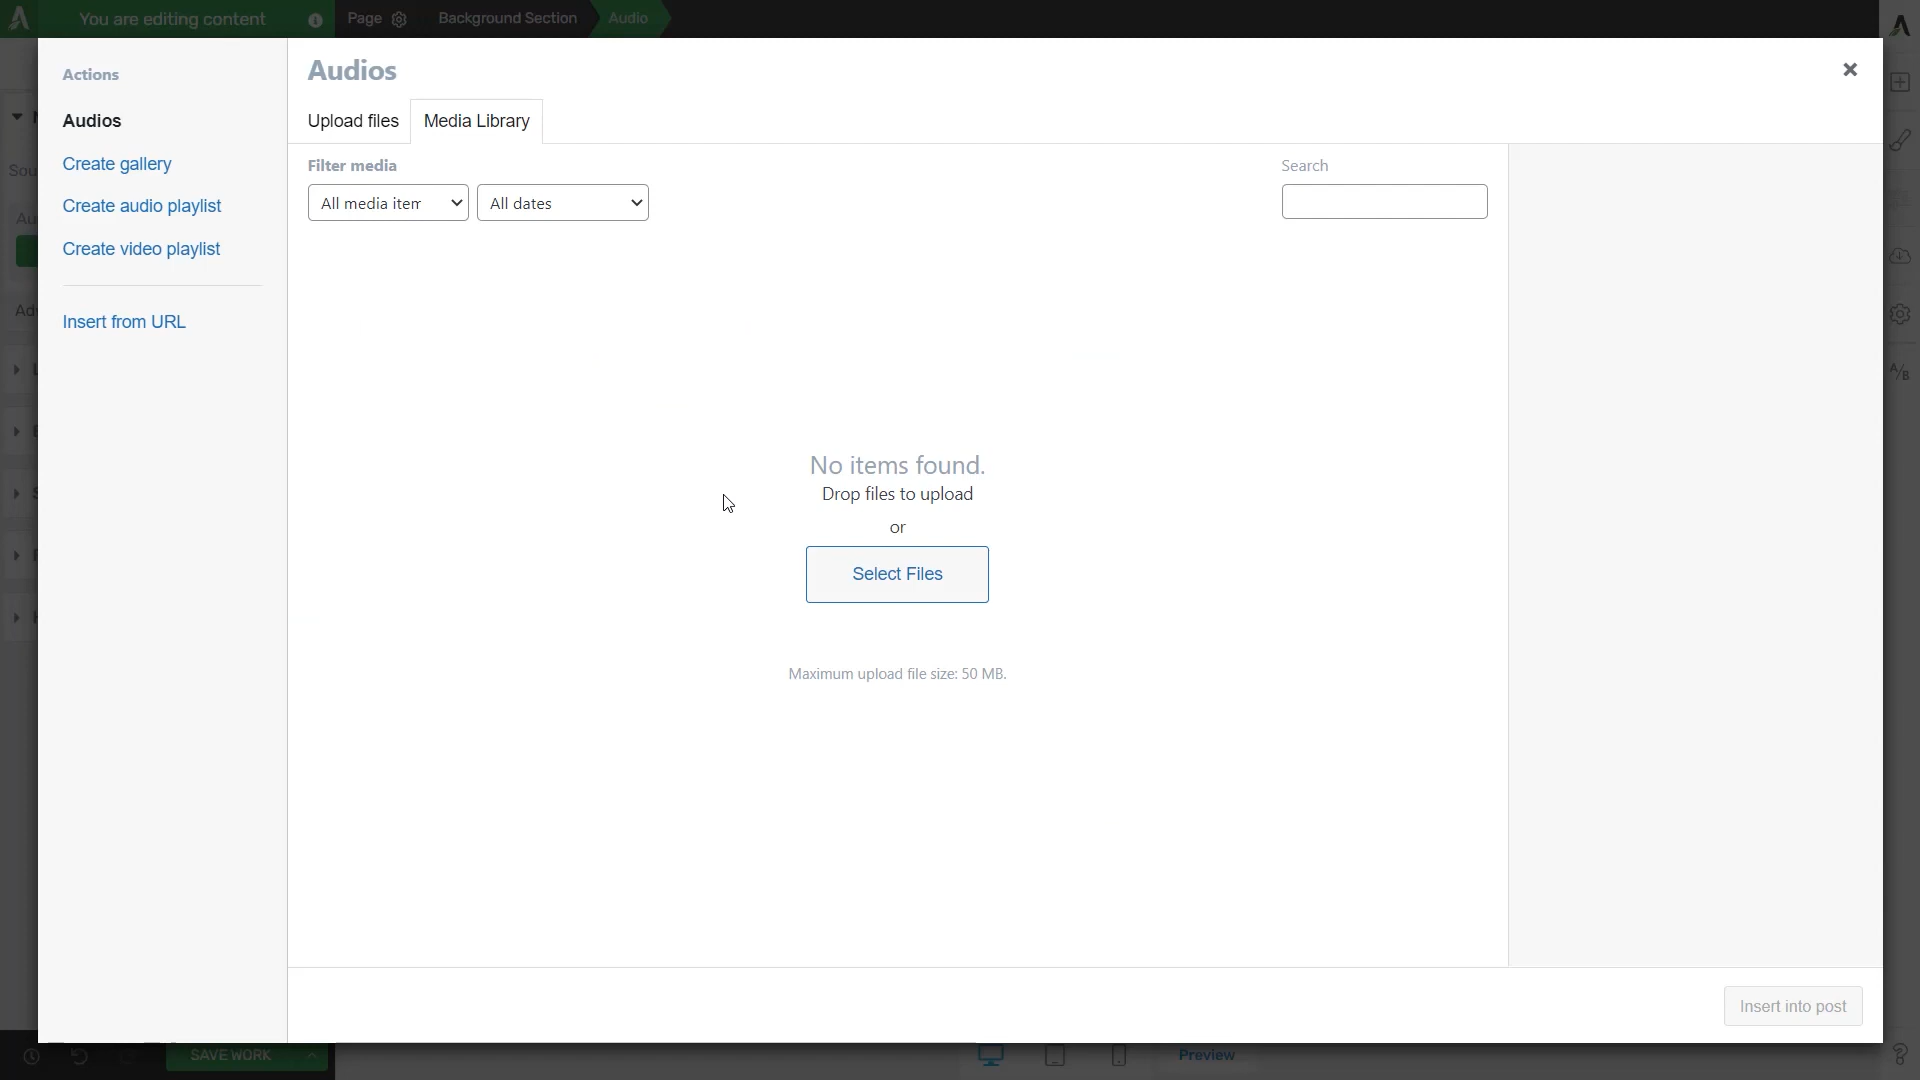 You are editing content
Page
Background Section
Audio
Actions
Audios
Create gallery
Create audio playlist
Create video playlist
Insert from URL
Audios
Upload files
Media Library
Filter media
All media item
All dates
Search
No items found.
Drop files to upload
or
Select Files
Maximum upload file size: 50 MB.
Insert into post
SAVE WORK
Preview
A/B